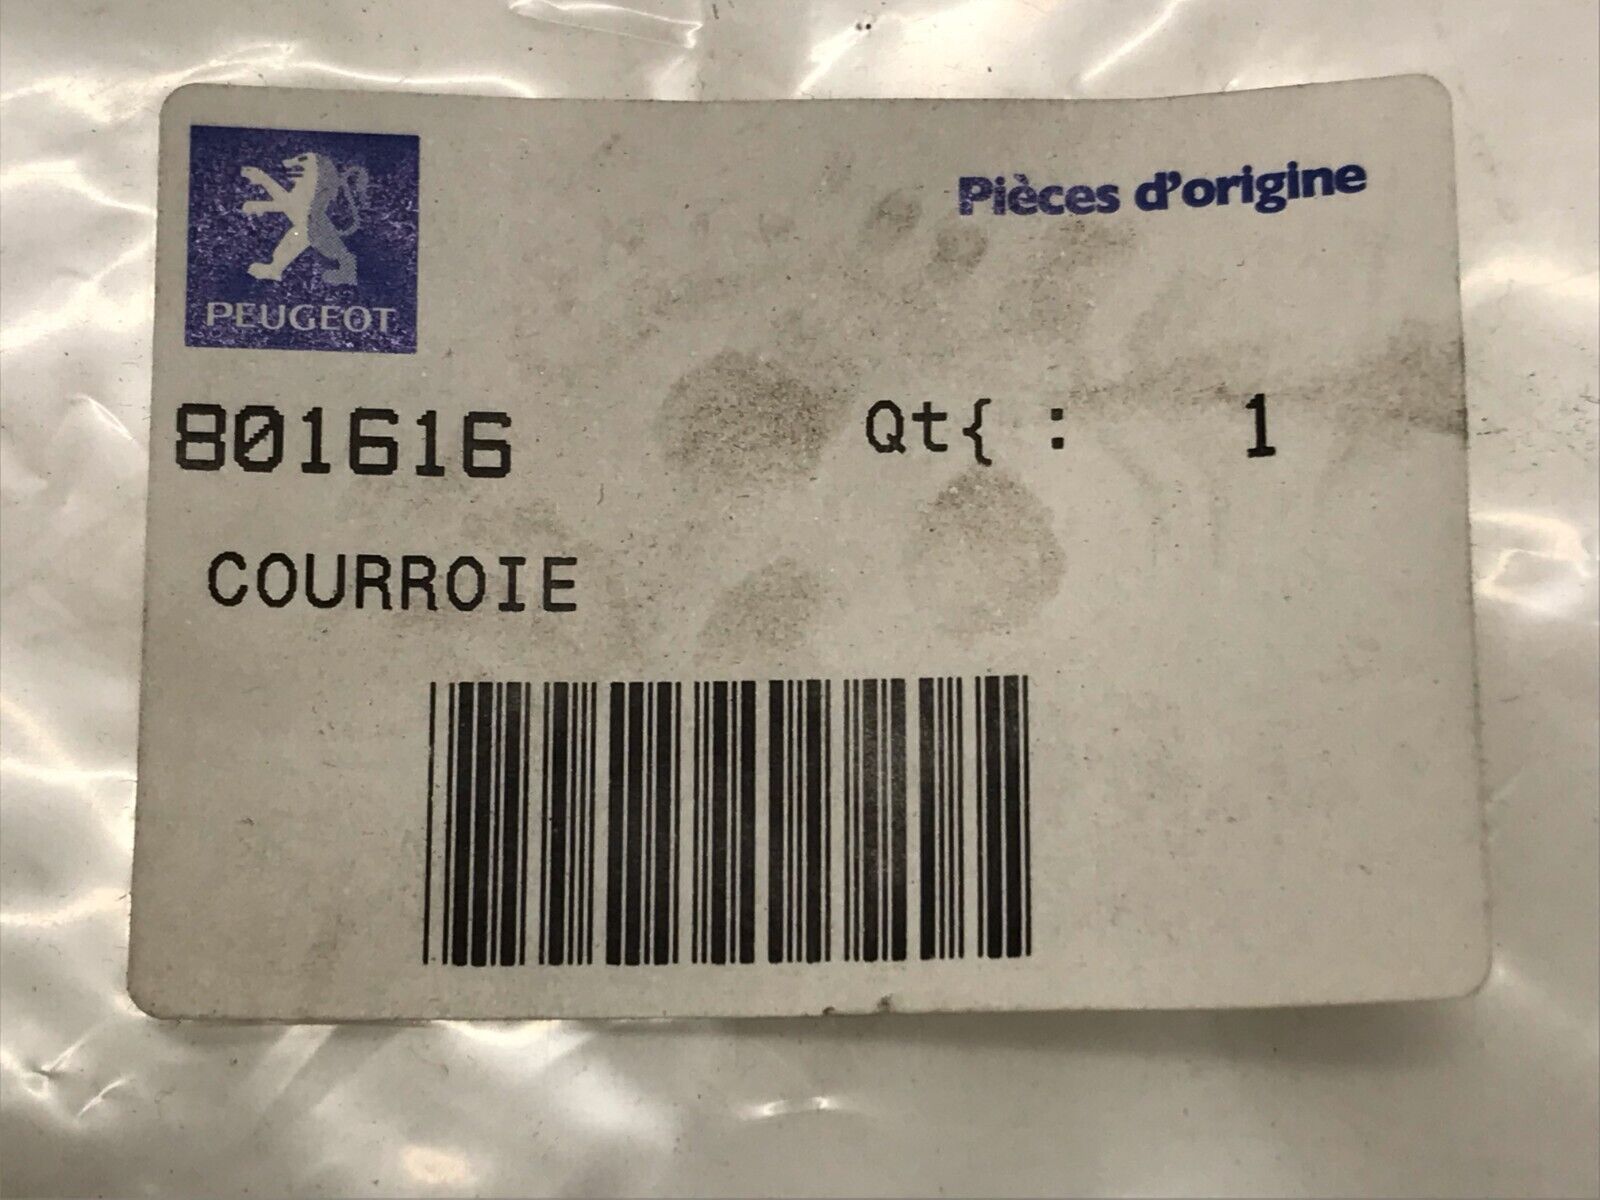 PEUGEOT
Pièces d'origine
801616
Qt{ : 1
COURROIE